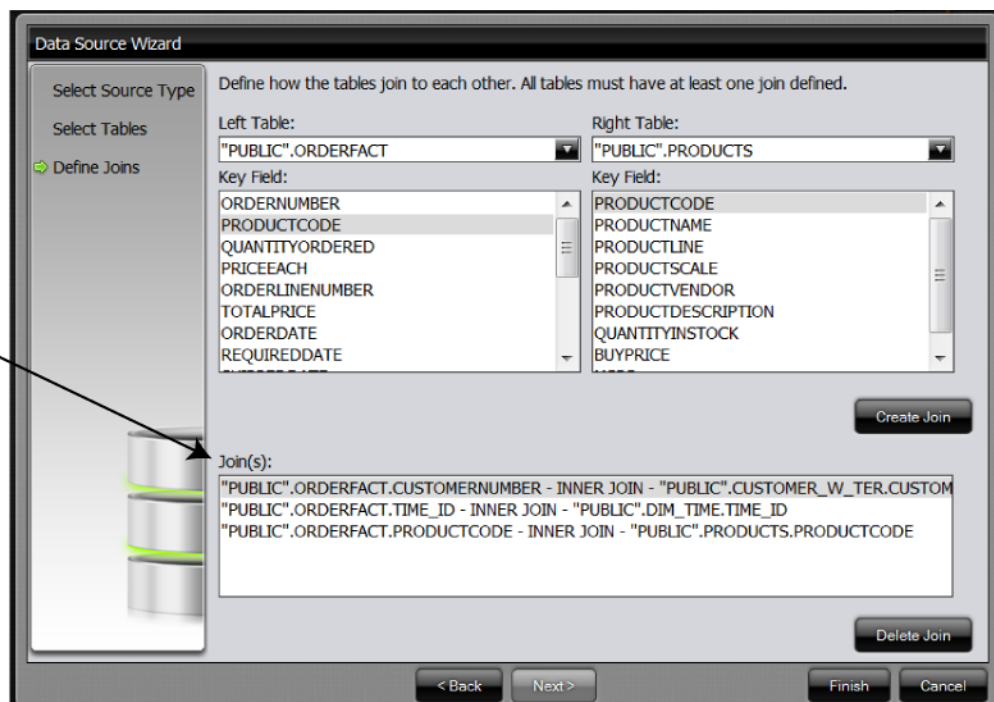 Data Source Wizard
Select Source Type
Select Tables
Define Joins
Define how the tables join to each other. All tables must have at least one join defined.
Left Table:
"PUBLIC".ORDERFACT
Key Field:
ORDERNUMBER
PRODUCTCODE
QUANTITYORDERED
PRICEEACH
ORDERLINENUMBER
TOTALPRICE
ORDERDATE
REQUIREDDATE
Right Table:
"PUBLIC".PRODUCTS
Key Field:
PRODUCTCODE
PRODUCTNAME
PRODUCTLINE
PRODUCTSCALE
PRODUCTVENDOR
PRODUCTDESCRIPTION
QUANTITYINSTOCK
BUYPRICE
Create Join
Join(s):
"PUBLIC".ORDERFACT.CUSTOMERNUMBER - INNER JOIN - "PUBLIC".CUSTOMER_W_TER.CUSTOM
"PUBLIC".ORDERFACT.TIME_ID - INNER JOIN - "PUBLIC".DIM_TIME.TIME_ID
"PUBLIC".ORDERFACT.PRODUCTCODE - INNER JOIN - "PUBLIC".PRODUCTS.PRODUCTCODE
Delete Join
< Back
Next >
Finish
Cancel